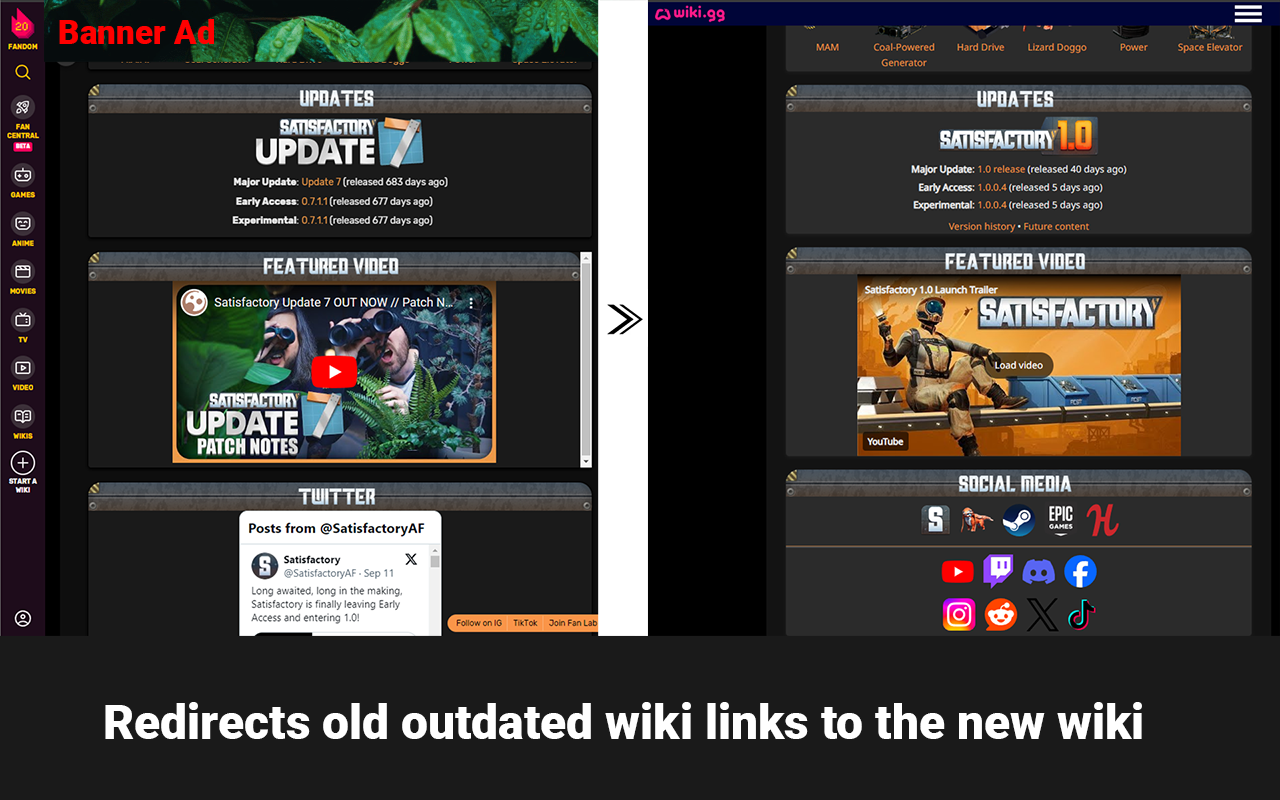 20
FANDOM
FAN
CENTRAL
BETA
GAMES
ANIME
MOVIES
TV
VIDEO
WIKIS
START A
WIKI
Banner Ad
UPDATES
SATISFACTORY
UPDATE 7
Major Update: Update 7 (released 683 days ago)
Early Access: 0.7.1.1 (released 677 days ago)
Experimental: 0.7.1.1 (released 677 days ago)
FEATURED VIDEO
Satisfactory Update 7 OUT NOW // Patch N...
SATISFACTORY
UPDATE 7
PATCH NOTES
TWITTER
Posts from @SatisfactoryAF
S
Satisfactory
@SatisfactoryAF · Sep 11
Long awaited, long in the making,
Satisfactory is finally leaving Early
Access and entering 1.0!
Follow on IG
TikTok
Join Fan Lab
wiki.gg
MAM
Coal-Powered
Generator
Hard Drive
Lizard Doggo
Power
Space Elevator
UPDATES
SATISFACTORY 1.0
Major Update: 1.0 release (released 40 days ago)
Early Access: 1.0.0.4 (released 5 days ago)
Experimental: 1.0.0.4 (released 5 days ago)
Version history • Future content
FEATURED VIDEO
Satisfactory 1.0 Launch Trailer
SATISFACTORY
Load video
YouTube
SOCIAL MEDIA
S
EPIC
GAMES
H
Redirects old outdated wiki links to the new wiki